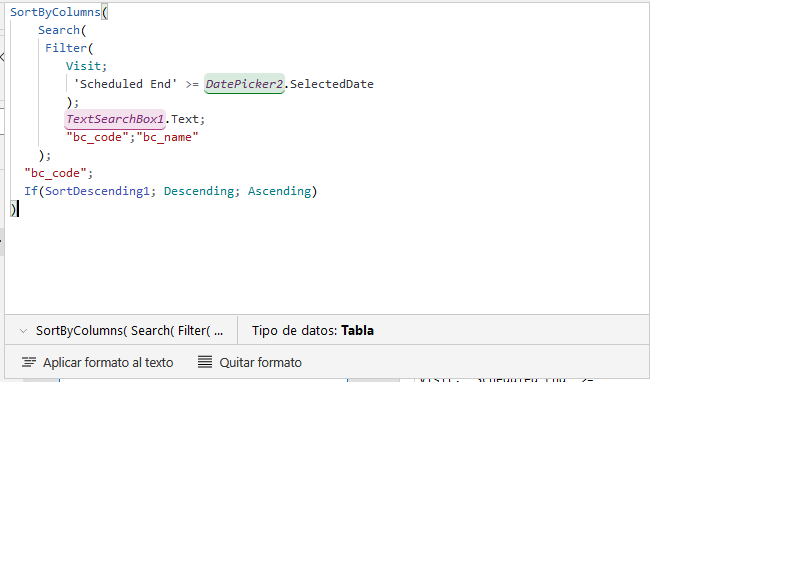 SortByColumns(
Search(
Filter(
Visit;
'Scheduled End' >= DatePicker2.SelectedDate
);
TextSearchBox1.Text;
"bc_code";"bc_name"
);
"bc_code";
If(SortDescending1; Descending; Ascending)
)
SortByColumns( Search( Filter( ... Tipo de datos: Tabla
Aplicar formato al texto Quitar formato